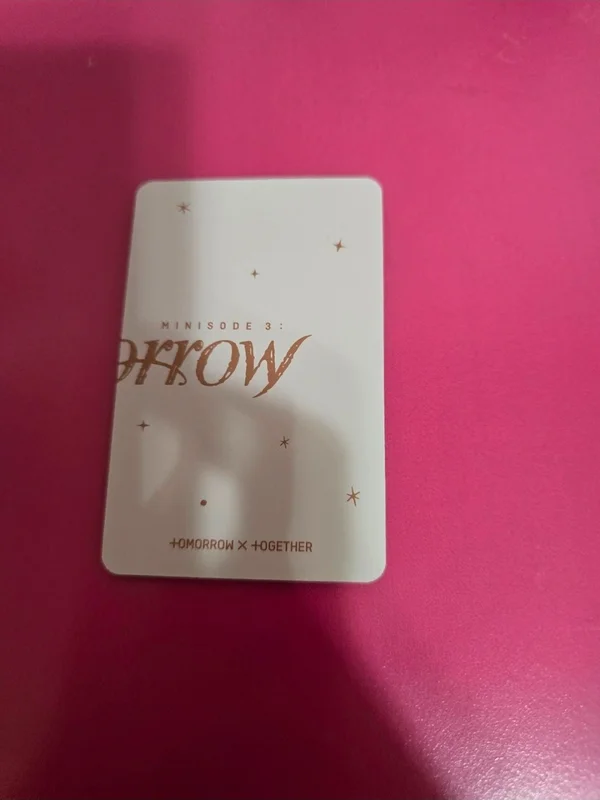 MINISODE 3:
orrow
TOMORROW X TOGETHER